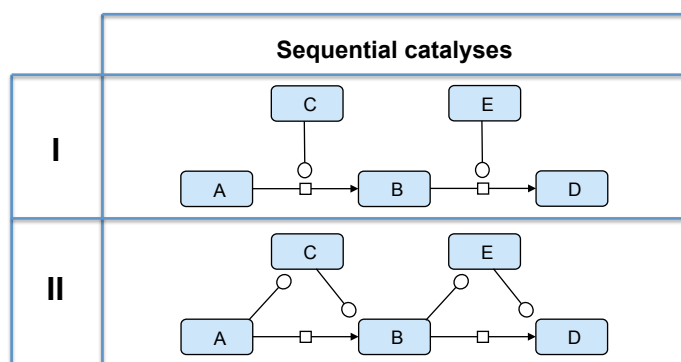 Sequential catalyses
I
C E
A B D
II
C E
A B D